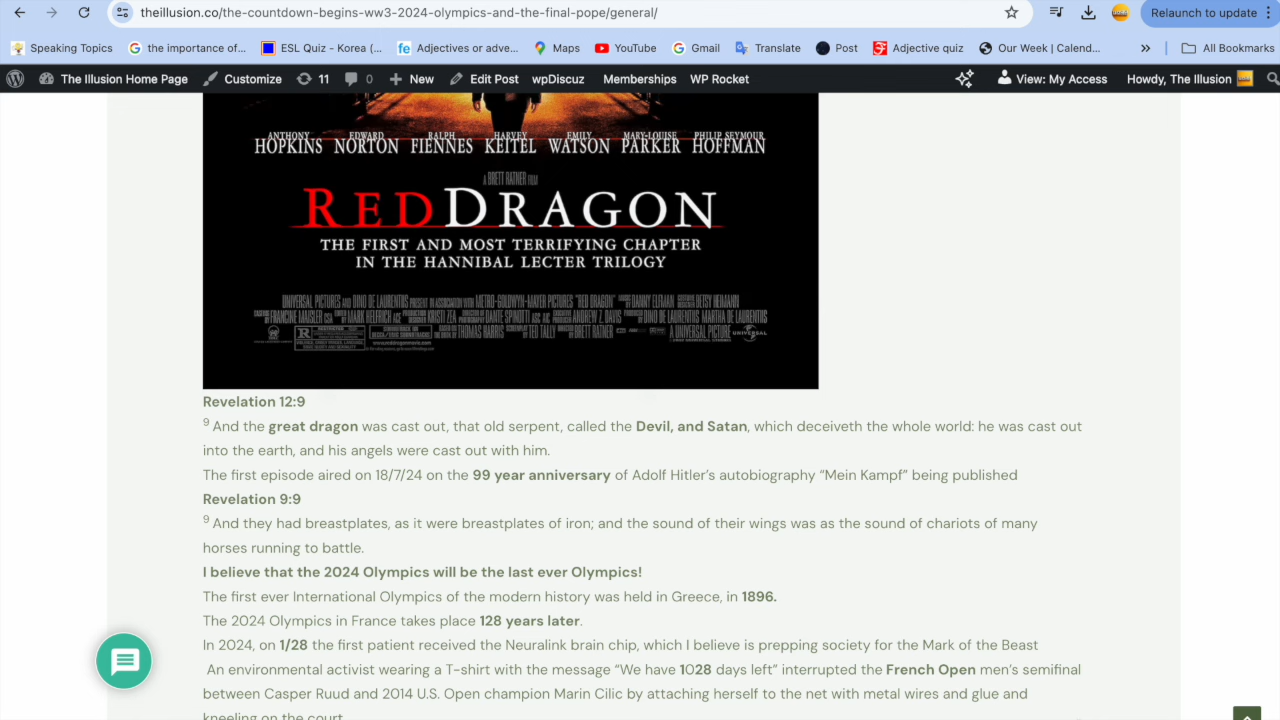 theillusion.co/the-countdown-begins-ww3-2024-olympics-and-the-final-pope/general/
Relaunch to update
Speaking Topics
the importance of...
ESL Quiz - Korea (...
Adjectives or adve...
Maps
YouTube
Gmail
Translate
Post
Adjective quiz
Our Week | Calend...
»
All Bookmarks
The Illusion Home Page
Customize
11
0
New
Edit Post
wpDiscuz
Memberships
WP Rocket
View: My Access
Howdy, The Illusion
ANTHONY HOPKINS EDWARD NORTON RALPH FIENNES HARVEY KEITEL EMILY WATSON MARY-LOUISE PARKER PHILIP SEYMOUR HOFFMAN
A BRETT RATNER FILM
RED DRAGON
THE FIRST AND MOST TERRIFYING CHAPTER
IN THE HANNIBAL LECTER TRILOGY
Revelation 12:9
9 And the great dragon was cast out, that old serpent, called the Devil, and Satan, which deceiveth the whole world: he was cast out
into the earth, and his angels were cast out with him.
The first episode aired on 18/7/24 on the 99 year anniversary of Adolf Hitler's autobiography “Mein Kampf” being published
Revelation 9:9
9 And they had breastplates, as it were breastplates of iron; and the sound of their wings was as the sound of chariots of many
horses running to battle.
I believe that the 2024 Olympics will be the last ever Olympics!
The first ever International Olympics of the modern history was held in Greece, in 1896.
The 2024 Olympics in France takes place 128 years later.
In 2024, on 1/28 the first patient received the Neuralink brain chip, which I believe is prepping society for the Mark of the Beast
An environmental activist wearing a T-shirt with the message “We have 1028 days left” interrupted the French Open men's semifinal
between Casper Ruud and 2014 U.S. Open champion Marin Cilic by attaching herself to the net with metal wires and glue and
kneeling on the court.